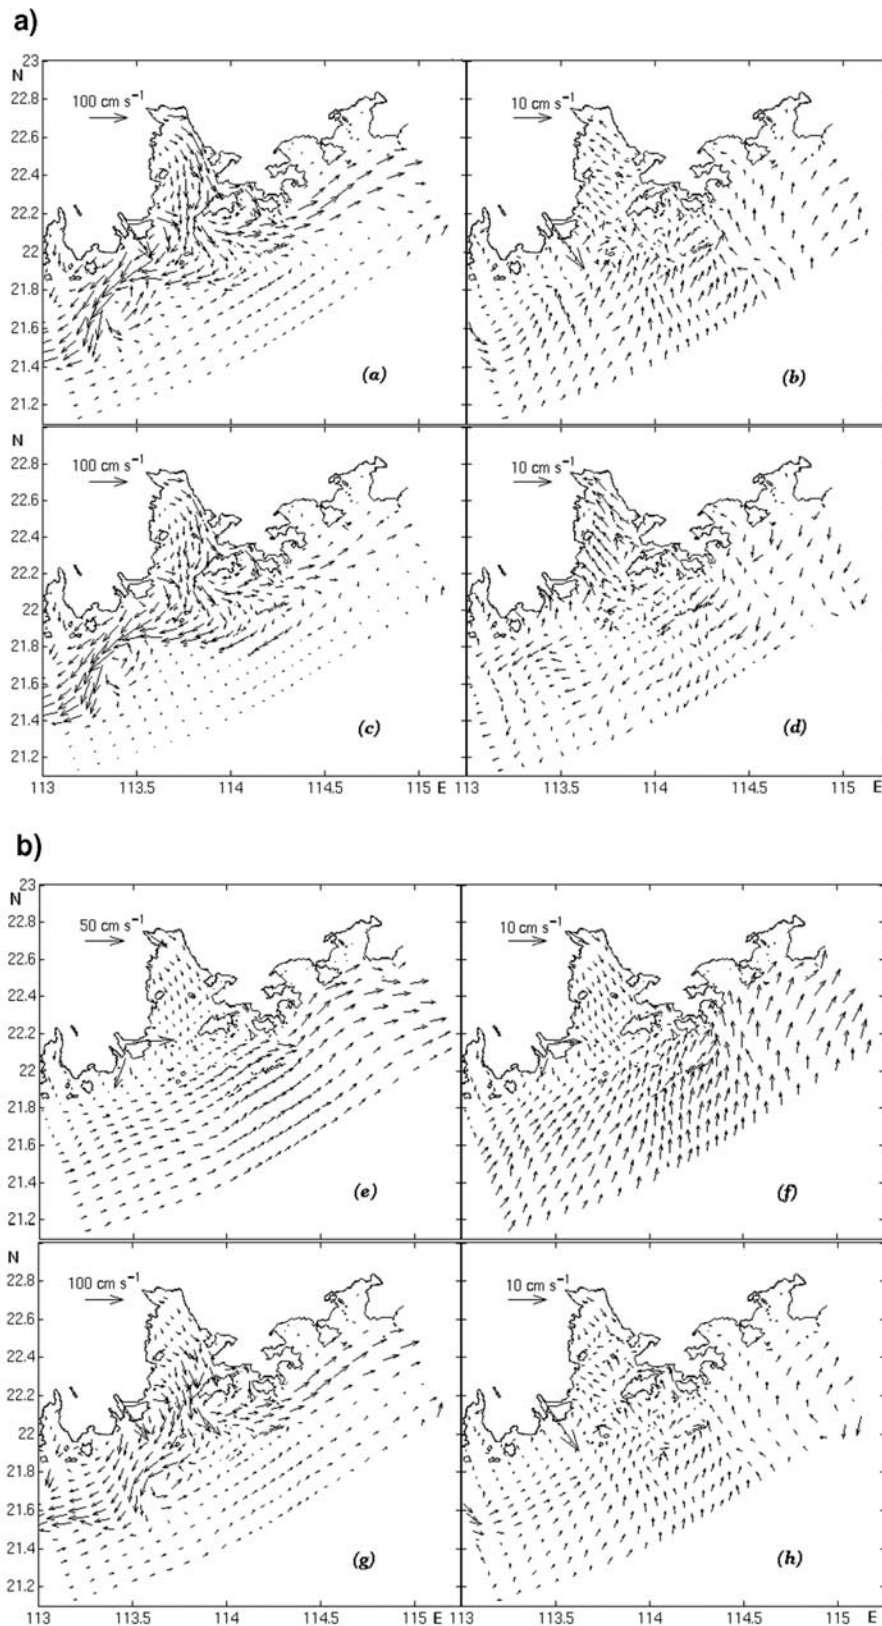 a)
23
N
22.8
100 cm s⁻¹
10 cm s⁻¹
22.6
22.4
22.2
22
21.8
21.6
21.4
(a)
(b)
21.2
N
22.8
100 cm s⁻¹
10 cm s⁻¹
22.6
22.4
22.2
22
21.8
21.6
21.4
(c)
(d)
21.2
113 113.5 114 114.5 115 E 113 113.5 114 114.5 115 E
b)
23
N
22.8
50 cm s⁻¹
10 cm s⁻¹
22.6
22.4
22.2
22
21.8
21.6
21.4
(e)
(f)
21.2
N
22.8
100 cm s⁻¹
10 cm s⁻¹
22.6
22.4
22.2
22
21.8
21.6
21.4
(g)
(h)
21.2
113 113.5 114 114.5 115 E 113 113.5 114 114.5 115 E